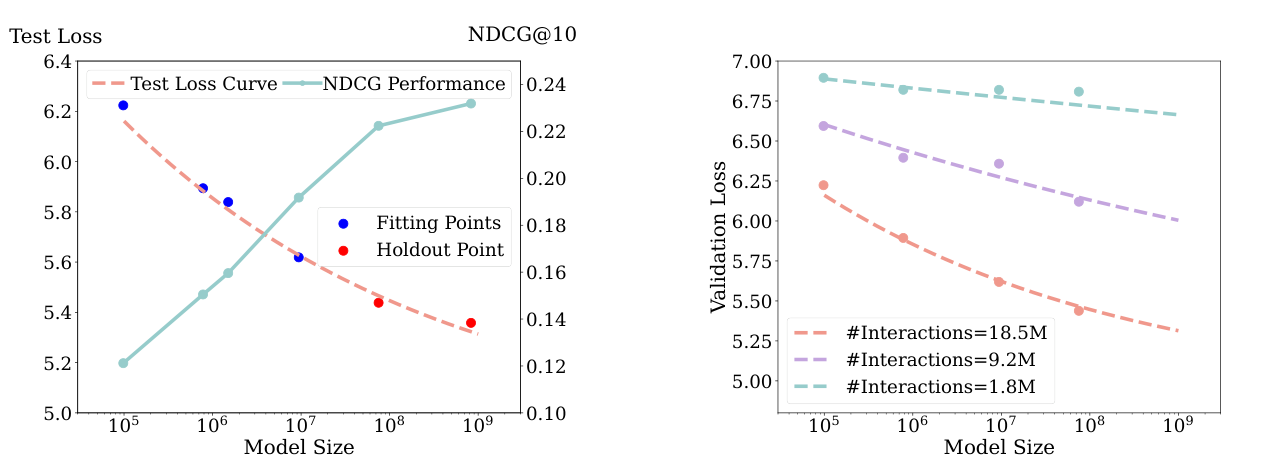 Test Loss
NDCG@10
6.4
6.2
6.0
5.8
5.6
5.4
5.2
5.0
Test Loss Curve
NDCG Performance
Fitting Points
Holdout Point
0.24
0.22
0.20
0.18
0.16
0.14
0.12
0.10
10^5
10^6
10^7
10^8
10^9
Model Size
Validation Loss
7.00
6.75
6.50
6.25
6.00
5.75
5.50
5.25
5.00
#Interactions=18.5M
#Interactions=9.2M
#Interactions=1.8M
10^5
10^6
10^7
10^8
10^9
Model Size